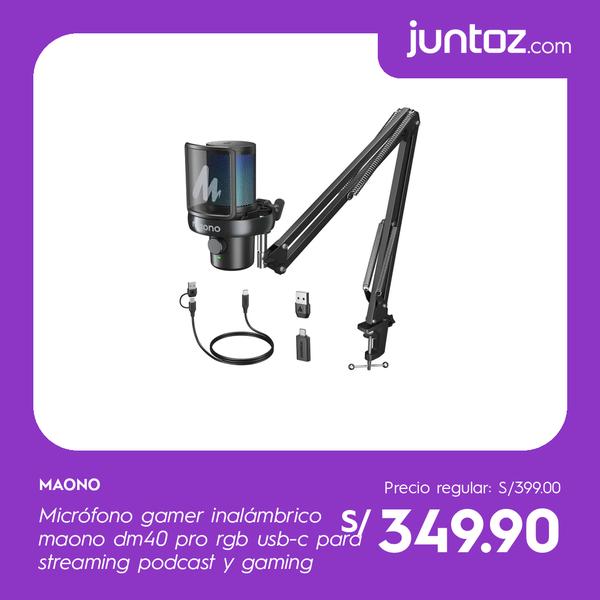 juntoz.com
maono
MAONO
Precio regular: S/399.00
Micrófono gamer inalámbrico
maono dm40 pro rgb usb-c para
streaming podcast y gaming
S/ 349.90